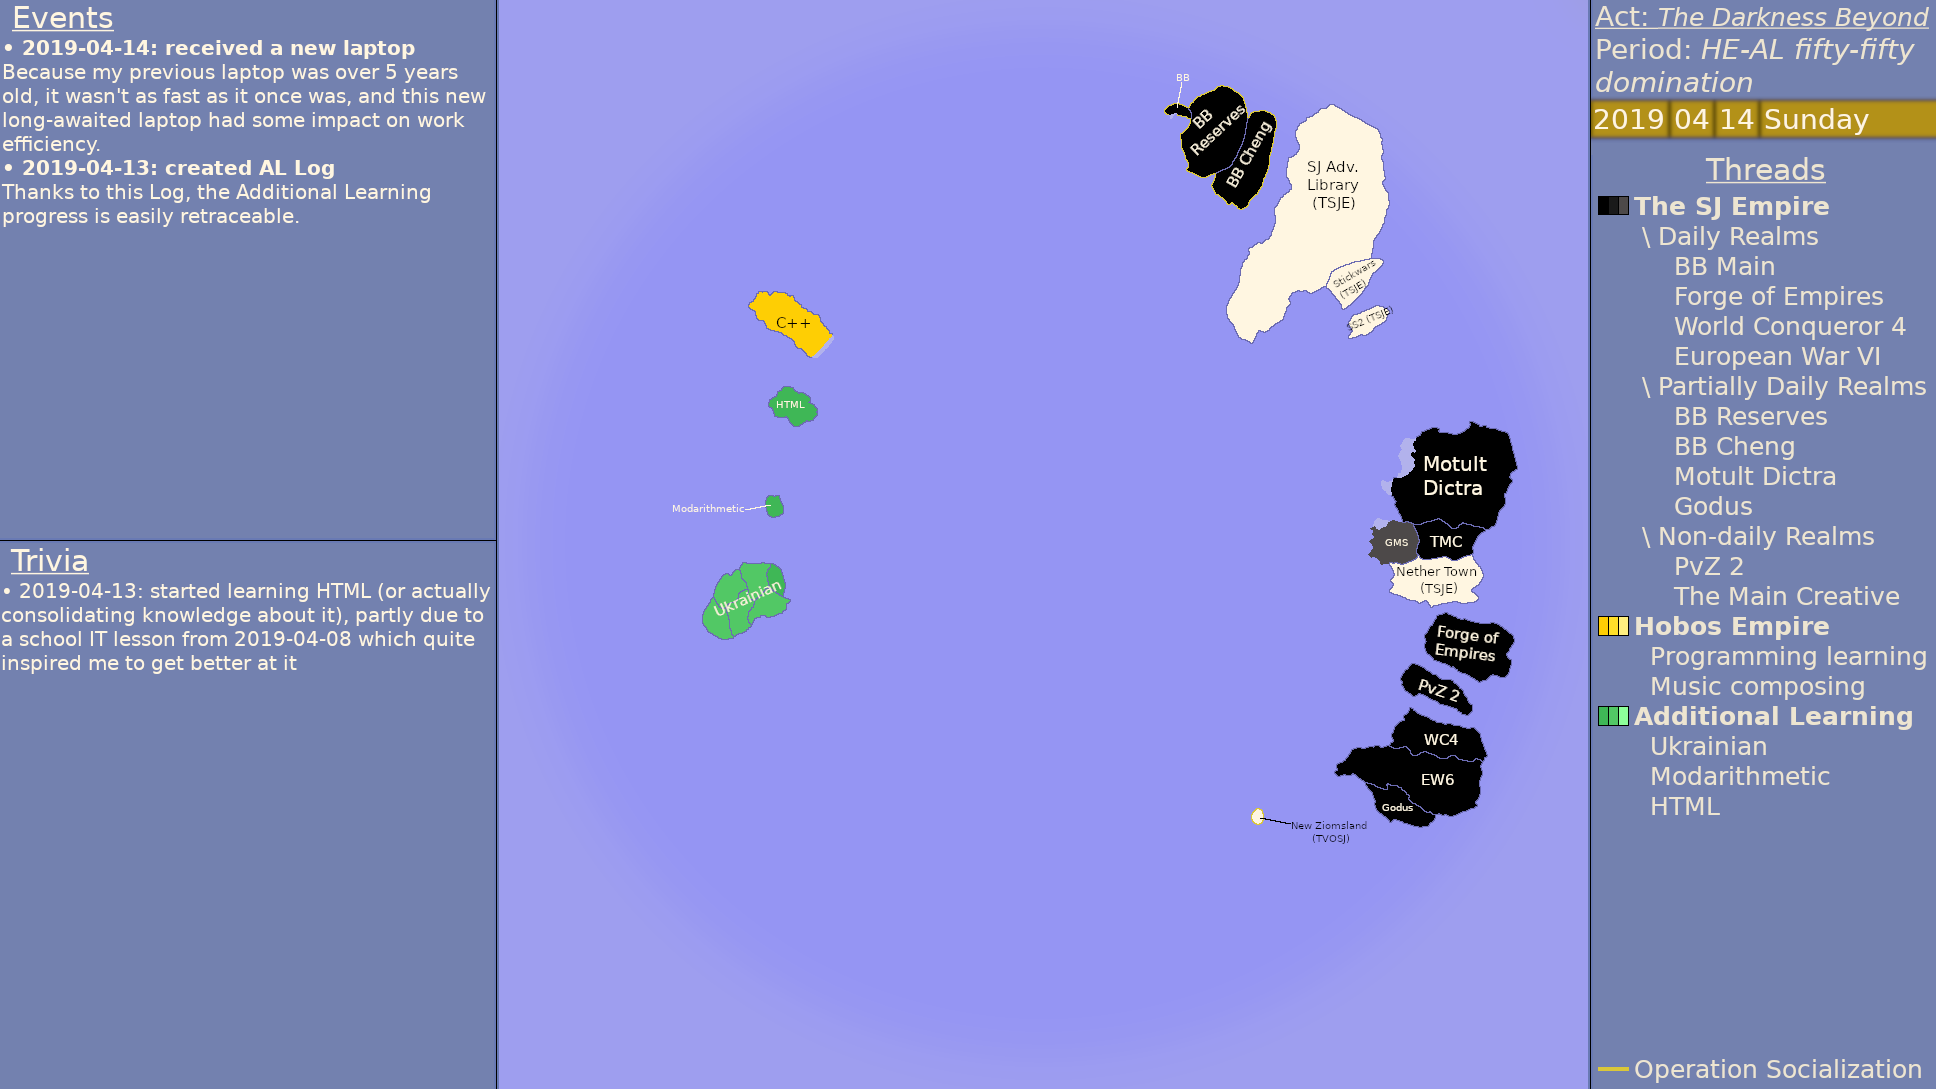 Events
• 2019-04-14: received a new laptop
Because my previous laptop was over 5 years
old, it wasn't as fast as it once was, and this new
long-awaited laptop had some impact on work
efficiency.
• 2019-04-13: created AL Log
Thanks to this Log, the Additional Learning
progress is easily retraceable.
Trivia
• 2019-04-13: started learning HTML (or actually
consolidating knowledge about it), partly due to
a school IT lesson from 2019-04-08 which quite
inspired me to get better at it
BB
BB
Reserves
BB Cheng
SJ Adv.
Library
(TSJE)
Stickwars
(TSJE)
SS2 (TSJE)
C++
HTML
Modarithmetic
Ukrainian
Motult
Dictra
GMS
TMC
Nether Town
(TSJE)
Forge of
Empires
PvZ 2
WC4
EW6
Godus
New Ziomsland
(TVOSJ)
Act: The Darkness Beyond
Period: HE-AL fifty-fifty
domination
2019 04 14 Sunday
Threads
The SJ Empire
\ Daily Realms
BB Main
Forge of Empires
World Conqueror 4
European War VI
\ Partially Daily Realms
BB Reserves
BB Cheng
Motult Dictra
Godus
\ Non-daily Realms
PvZ 2
The Main Creative
Hobos Empire
Programming learning
Music composing
Additional Learning
Ukrainian
Modarithmetic
HTML
Operation Socialization